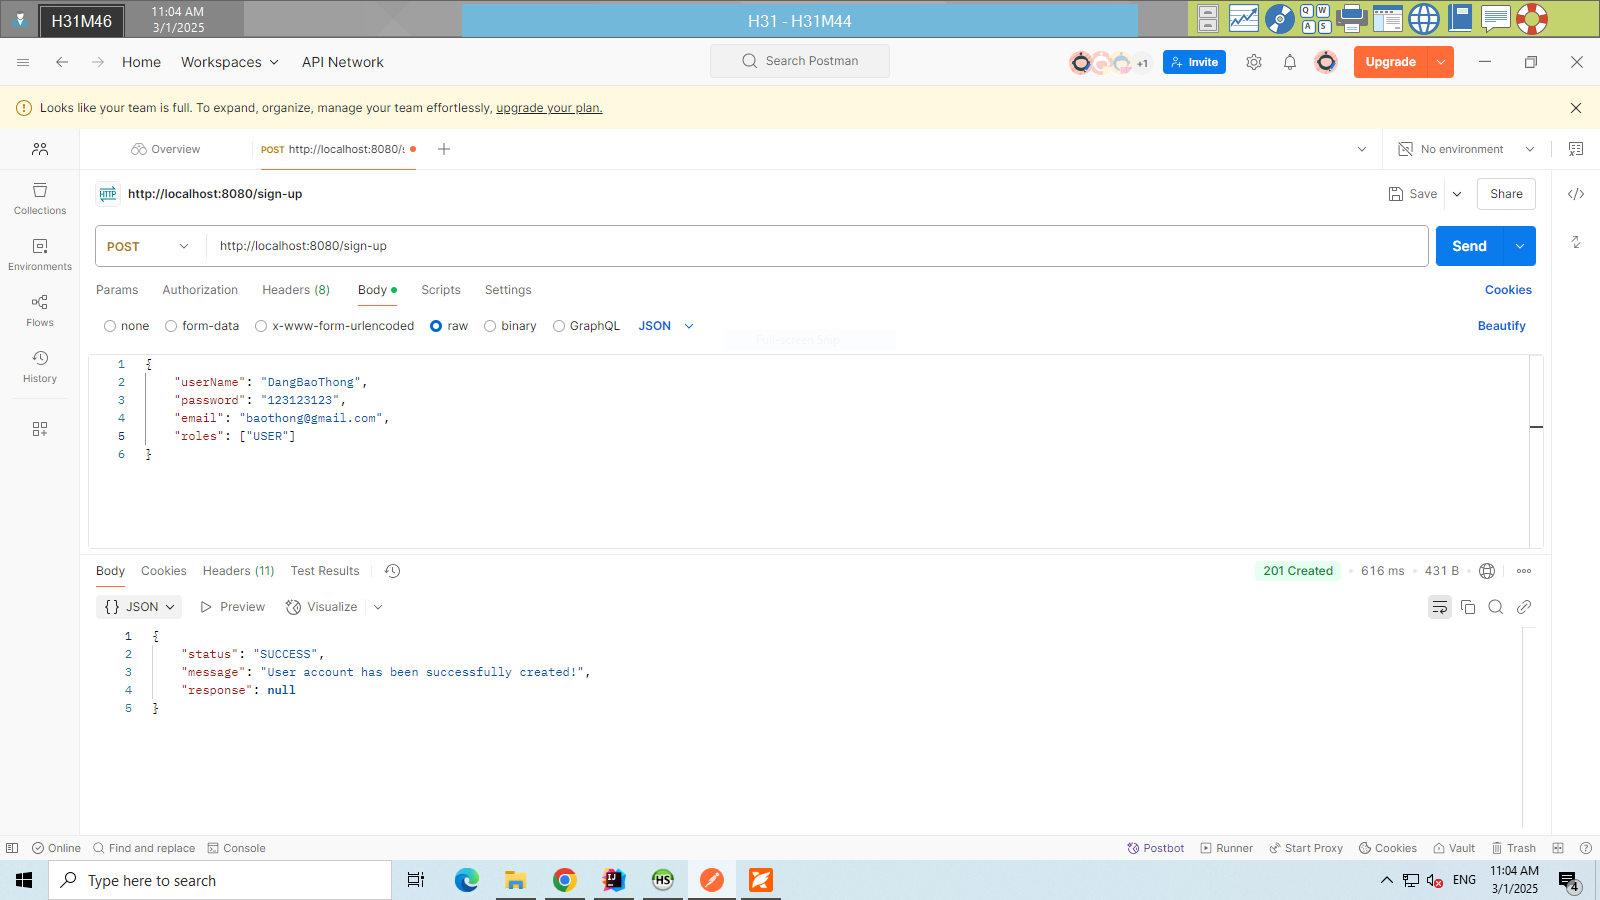 H31M46
11:04 AM
3/1/2025
H31 - H31M44
Q W
A S
Home
Workspaces
API Network
Search Postman
+1
Invite
Upgrade
Looks like your team is full. To expand, organize, manage your team effortlessly, upgrade your plan.
Overview
POST http://localhost:8080/s
No environment
HTTP http://localhost:8080/sign-up
Save
Share
Collections
Environments
Flows
History
POST
http://localhost:8080/sign-up
Send
Params
Authorization
Headers (8)
Body
Scripts
Settings
Cookies
none
form-data
x-www-form-urlencoded
raw
binary
GraphQL
JSON
Beautify
Full-screen Snip
1 {
2 "userName": "DangBaoThong",
3 "password": "123123123",
4 "email": "baothong@gmail.com",
5 "roles": ["USER"]
6 }
Body
Cookies
Headers (11)
Test Results
201 Created
616 ms
431 B
{} JSON
Preview
Visualize
1 {
2 "status": "SUCCESS",
3 "message": "User account has been successfully created!",
4 "response": null
5 }
Online
Find and replace
Console
Postbot
Runner
Start Proxy
Cookies
Vault
Trash
Type here to search
IJ
HS
ENG
11:04 AM
3/1/2025
4